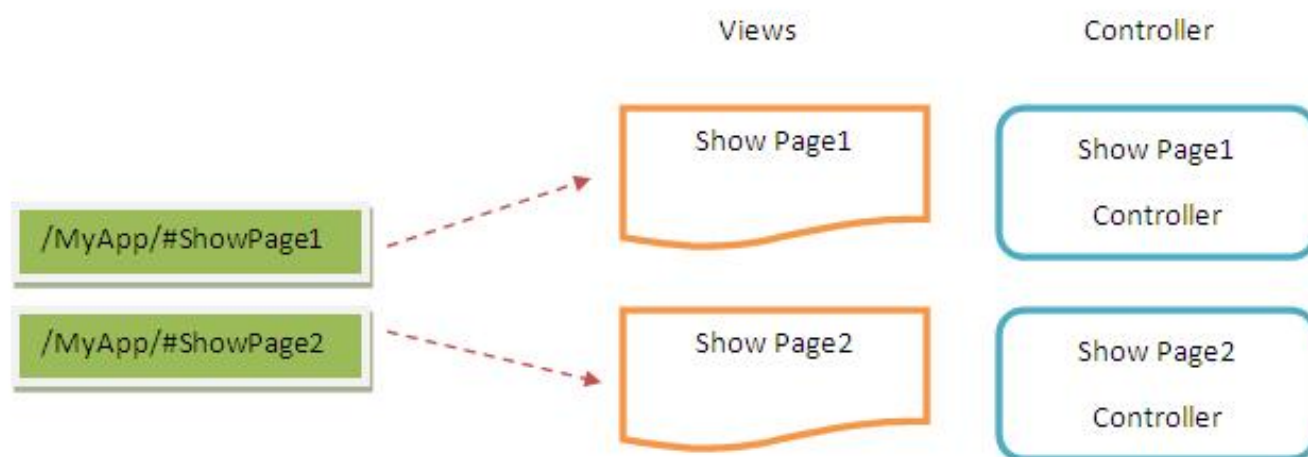 Views
Controller
Show Page1
Show Page1
Controller
/MyApp/#ShowPage1
/MyApp/#ShowPage2
Show Page2
Show Page2
Controller